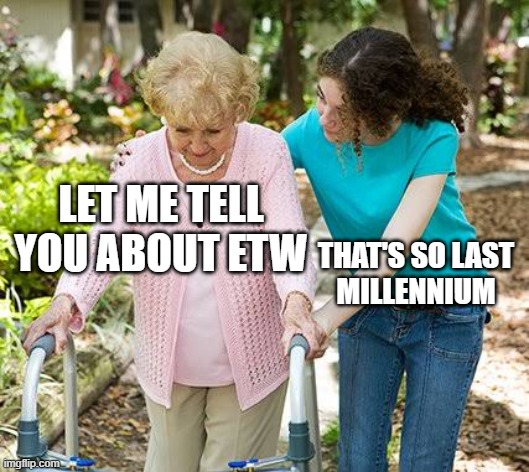 LET ME TELL
YOU ABOUT ETW
THAT'S SO LAST
MILLENNIUM
imgflip.com